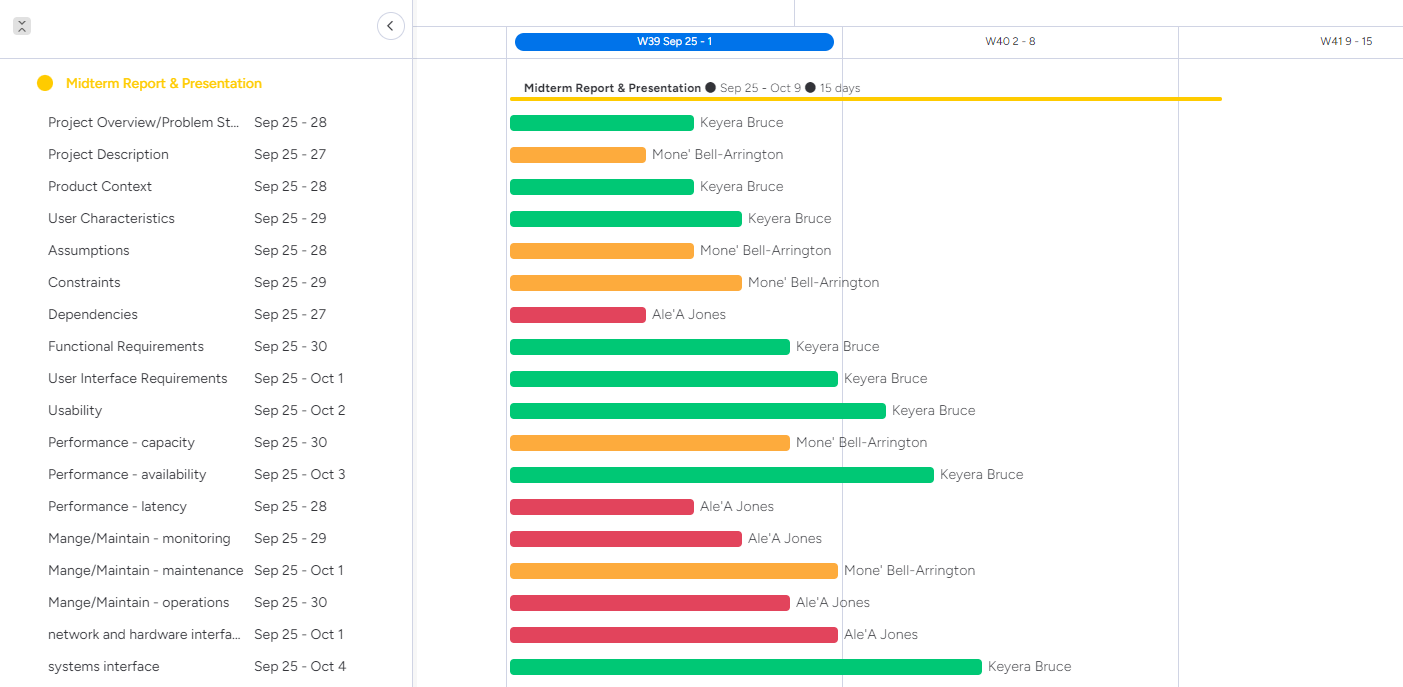 W39 Sep 25 - 1 W40 2 - 8 W41 9 - 15
Midterm Report & Presentation
Midterm Report & Presentation ● Sep 25 - Oct 9 ● 15 days
Project Overview/Problem St... Sep 25 - 28 Keyera Bruce
Project Description Sep 25 - 27 Mone' Bell-Arrington
Product Context Sep 25 - 28 Keyera Bruce
User Characteristics Sep 25 - 29 Keyera Bruce
Assumptions Sep 25 - 28 Mone' Bell-Arrington
Constraints Sep 25 - 29 Mone' Bell-Arrington
Dependencies Sep 25 - 27 Ale'A Jones
Functional Requirements Sep 25 - 30 Keyera Bruce
User Interface Requirements Sep 25 - Oct 1 Keyera Bruce
Usability Sep 25 - Oct 2 Keyera Bruce
Performance - capacity Sep 25 - 30 Mone' Bell-Arrington
Performance - availability Sep 25 - Oct 3 Keyera Bruce
Performance - latency Sep 25 - 28 Ale'A Jones
Mange/Maintain - monitoring Sep 25 - 29 Ale'A Jones
Mange/Maintain - maintenance Sep 25 - Oct 1 Mone' Bell-Arrington
Mange/Maintain - operations Sep 25 - 30 Ale'A Jones
network and hardware interfa... Sep 25 - Oct 1 Ale'A Jones
systems interface Sep 25 - Oct 4 Keyera Bruce